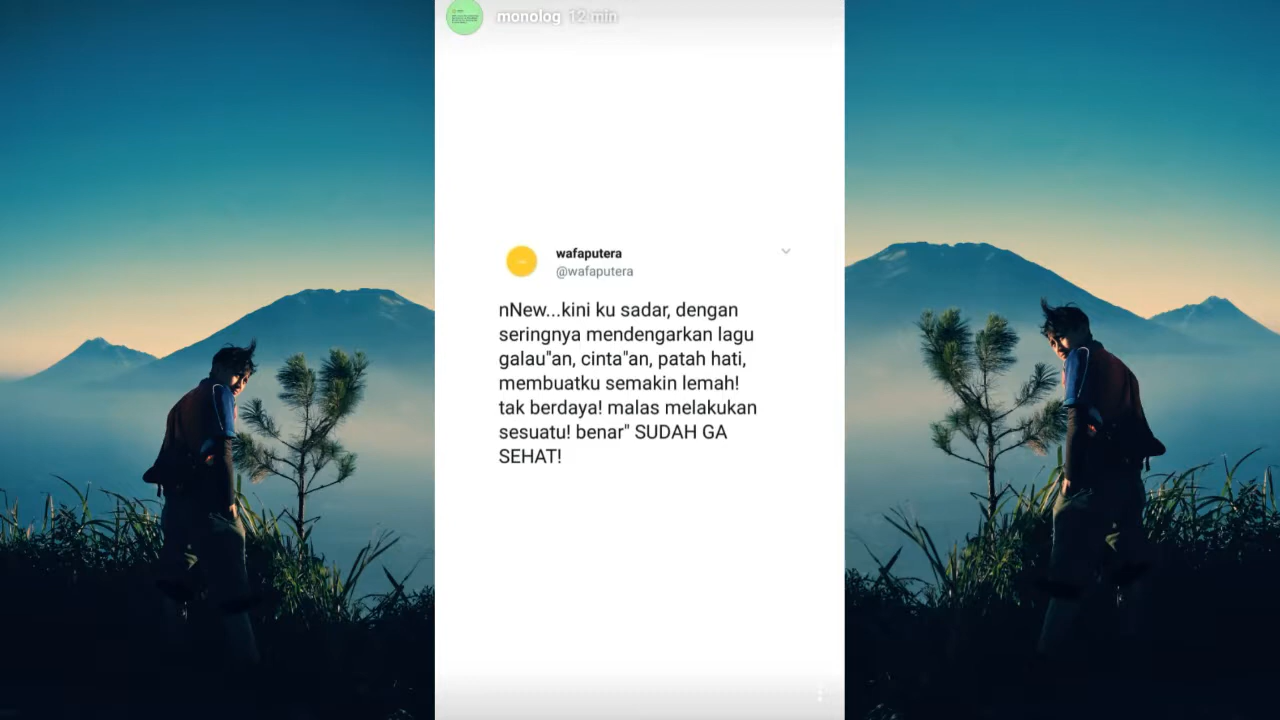 monolog 12 min
wafaputera
@wafaputera
nNew...kini ku sadar, dengan
seringnya mendengarkan lagu
galau"an, cinta"an, patah hati,
membuatku semakin lemah!
tak berdaya! malas melakukan
sesuatu! benar" SUDAH GA
SEHAT!